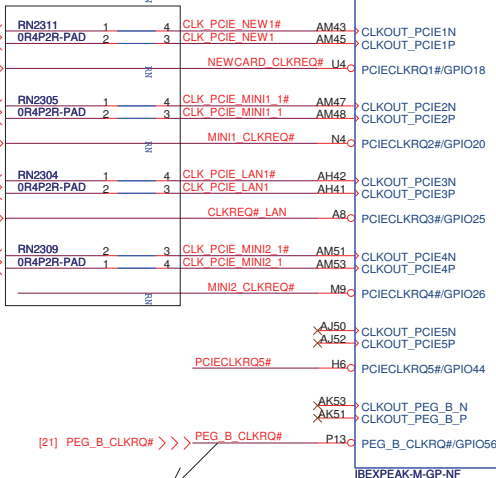 RN2311 1 4 CLK_PCIE_NEW1# AM43 CLKOUT_PCIE1N
0R4P2R-PAD 2 3 CLK_PCIE_NEW1 AM45 CLKOUT_PCIE1P
RN NEWCARD_CLKREQ# U4 PCIECLKRQ1#/GPIO18
RN2305 1 4 CLK_PCIE_MINI1_1# AM47 CLKOUT_PCIE2N
0R4P2R-PAD 2 3 CLK_PCIE_MINI1_1 AM48 CLKOUT_PCIE2P
RN MINI1_CLKREQ# N4 PCIECLKRQ2#/GPIO20
RN2304 1 4 CLK_PCIE_LAN1# AH42 CLKOUT_PCIE3N
0R4P2R-PAD 2 3 CLK_PCIE_LAN1 AH41 CLKOUT_PCIE3P
RN CLKREQ#_LAN A8 PCIECLKRQ3#/GPIO25
RN2309 2 3 CLK_PCIE_MINI2_1# AM51 CLKOUT_PCIE4N
0R4P2R-PAD 1 4 CLK_PCIE_MINI2_1 AM53 CLKOUT_PCIE4P
RN MINI2_CLKREQ# M9 PCIECLKRQ4#/GPIO26
AJ50 CLKOUT_PCIE5N
AJ52 CLKOUT_PCIE5P
PCIECLKRQ5# H6 PCIECLKRQ5#/GPIO44
AK53 CLKOUT_PEG_B_N
AK51 CLKOUT_PEG_B_P
[21] PEG_B_CLKRQ# PEG_B_CLKRQ# P13 PEG_B_CLKRQ#/GPIO56
IBEXPEAK-M-GP-NF